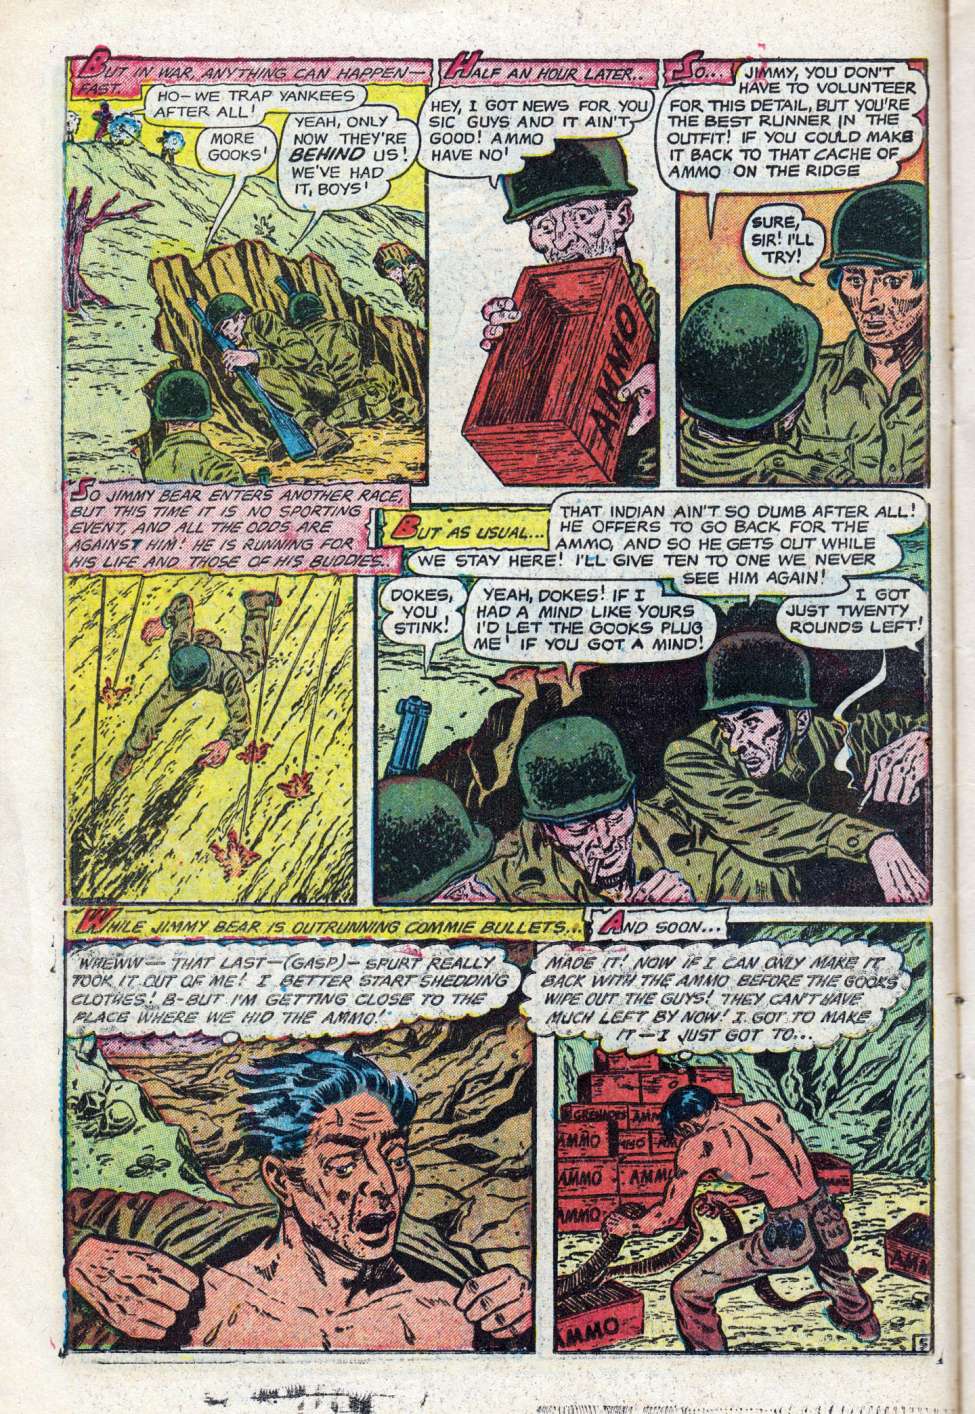 BUT IN WAR, ANYTHING CAN HAPPEN—
FAST...
HO—WE TRAP YANKEES
AFTER ALL!
MORE
GOOKS!
YEAH, ONLY
NOW THEY'RE
BEHIND US!
WE'VE HAD
IT, BOYS!
HALF AN HOUR LATER...
HEY, I GOT NEWS FOR YOU
SIC GUYS AND IT AIN'T
GOOD! AMMO
HAVE NO!
AMMO
SO...
JIMMY, YOU DON'T
HAVE TO VOLUNTEER
FOR THIS DETAIL, BUT YOU'RE
THE BEST RUNNER IN THE
OUTFIT! IF YOU COULD MAKE
IT BACK TO THAT CACHE OF
AMMO ON THE RIDGE
SURE,
SIR! I'LL
TRY!
SO JIMMY BEAR ENTERS ANOTHER RACE,
BUT THIS TIME IT IS NO SPORTING
EVENT, AND ALL THE ODDS ARE
AGAINST HIM! HE IS RUNNING FOR
HIS LIFE AND THOSE OF HIS BUDDIES.
BUT AS USUAL...
THAT INDIAN AIN'T SO DUMB AFTER ALL!
HE OFFERS TO GO BACK FOR THE
AMMO, AND SO HE GETS OUT WHILE
WE STAY HERE! I'LL GIVE TEN TO ONE WE NEVER
SEE HIM AGAIN!
DOKES,
YOU
STINK!
YEAH, DOKES! IF I
HAD A MIND LIKE YOURS
I'D LET THE GOOKS PLUG
ME! IF YOU GOT A MIND!
I GOT
JUST TWENTY
ROUNDS LEFT!
WHILE JIMMY BEAR IS OUTRUNNING COMMIE BULLETS...
WHEWW— THAT LAST—(GASP)— SPURT REALLY
TOOK IT OUT OF ME! I BETTER START SHEDDING
CLOTHES! B-BUT I'M GETTING CLOSE TO THE
PLACE WHERE WE HID THE AMMO!
AND SOON...
MADE IT! NOW IF I CAN ONLY MAKE IT
BACK WITH THE AMMO BEFORE THE GOOKS
WIPE OUT THE GUYS! THEY CAN'T HAVE
MUCH LEFT BY NOW! I GOT TO MAKE
IT—I JUST GOT TO...
GRENADES AMM
AMMO MMO AM
AMMO AMMO
AMMO
AMMO
AMMO
5